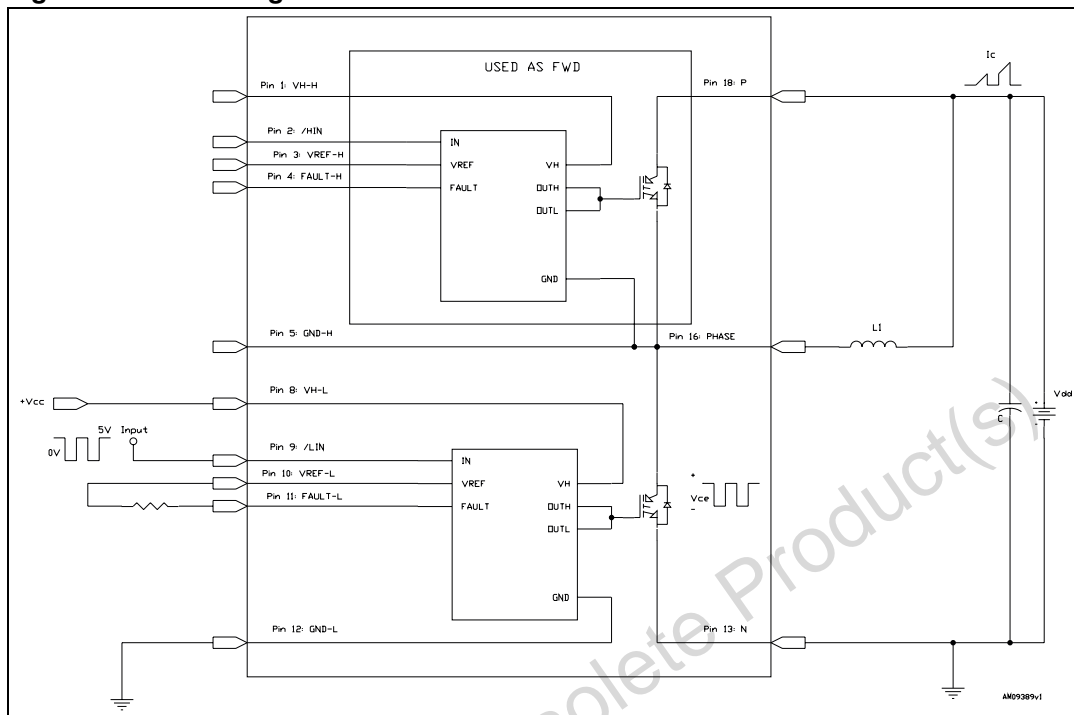 USED AS FWD
Ic
Pin 1: VH-H
Pin 18: P
Pin 2: /HIN
IN
Pin 3: VREF-H
VREF
VH
Pin 4: FAULT-H
FAULT
OUTH
OUTL
GND
Pin 5: GND-H
Pin 16: PHASE
L1
Pin 8: VH-L
+Vcc
Vdd
+
-
C
5V Input
0V
Pin 9: /LIN
IN
Pin 10: VREF-L
VREF
VH
Pin 11: FAULT-L
FAULT
OUTH
OUTL
+
Vce
-
GND
Pin 12: GND-L
Pin 13: N
AM09389v1